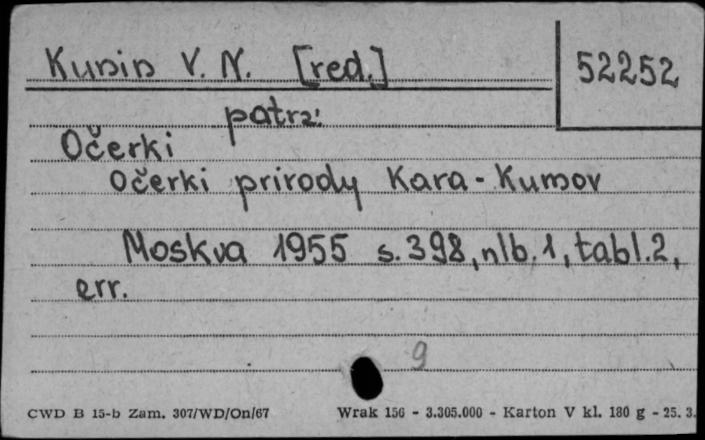 Kunin V. N. [red.]
52252
patrz:
Očerki
Očerki prirody Kara-Kumov
Moskva 1955 s. 398, nlb. 1, tabl. 2,
err.
9
CWD B 15-b Zam. 307/WD/On/67 Wrak 156 - 3.305.000 - Karton V kl. 180 g - 25. 3.